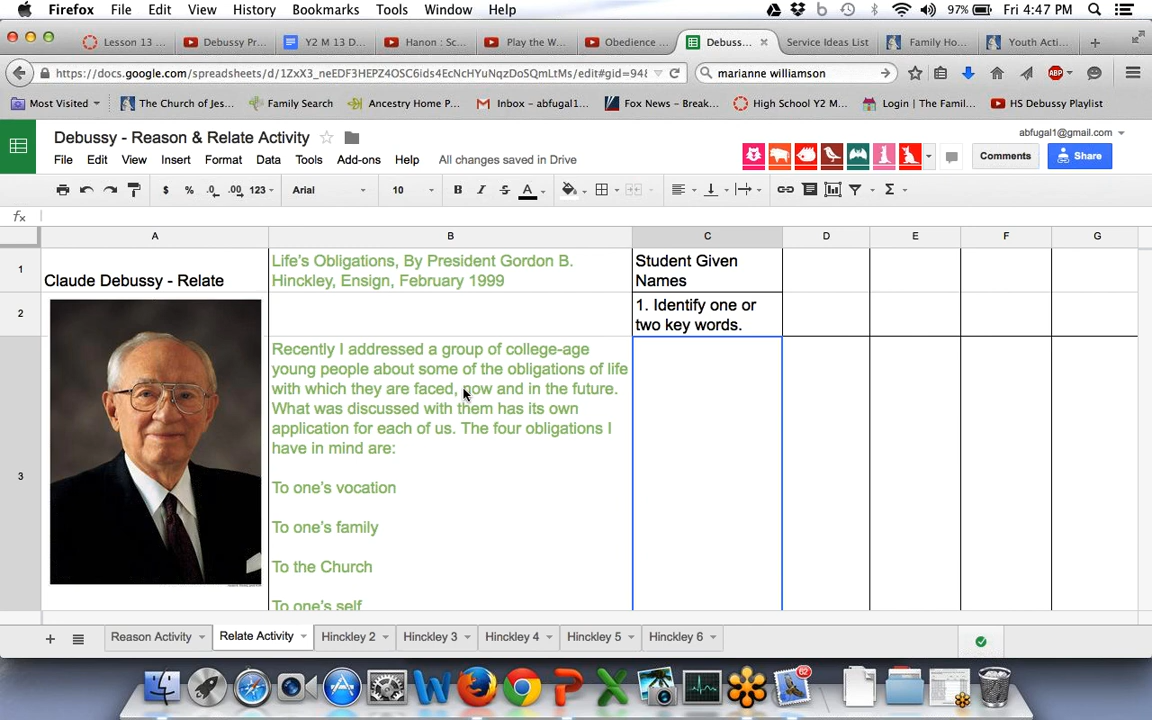 Firefox File Edit View History Bookmarks Tools Window Help 97% Fri 4:47 PM
Lesson 13 ... Debussy Pr... Y2 M 13 D... Hanon : Sc... Play the W... Obedience ... Debuss... Service Ideas List Family Ho... Youth Acti...
https://docs.google.com/spreadsheets/d/1ZxX3_neEDF3HEPZ4OSC6ids4EcNcHYuNqzDoSQmLtMs/edit#gid=948 marianne williamson
Most Visited The Church of Jes... Family Search Ancestry Home P... Inbox – abfugal1... Fox News – Break... High School Y2 M... Login | The Famil... HS Debussy Playlist
Debussy - Reason & Relate Activity abfugal1@gmail.com
File Edit View Insert Format Data Tools Add-ons Help All changes saved in Drive Comments Share
$ % .0 .00 123 Arial 10 B I S A Σ
fx
A B C D E F G
1 Claude Debussy - Relate
Life's Obligations, By President Gordon B.
Hinckley, Ensign, February 1999
Student Given
Names
2
1. Identify one or
two key words.
3
Recently I addressed a group of college-age
young people about some of the obligations of life
with which they are faced, now and in the future.
What was discussed with them has its own
application for each of us. The four obligations I
have in mind are:
To one's vocation
To one's family
To the Church
To one's self
Reason Activity Relate Activity Hinckley 2 Hinckley 3 Hinckley 4 Hinckley 5 Hinckley 6
62